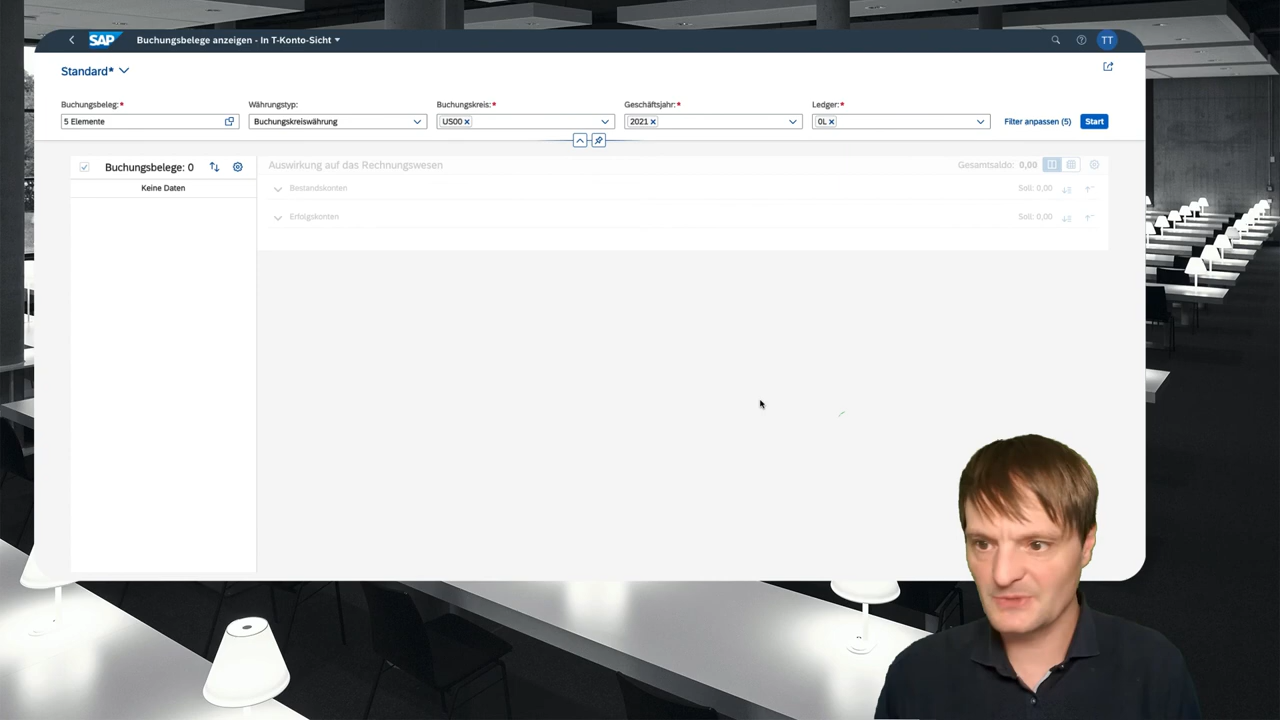 SAP
Buchungsbelege anzeigen - In T-Konto-Sicht
TT
Standard*
Buchungsbeleg:*
Währungstyp:
Buchungskreis:*
Geschäftsjahr:*
Ledger:*
5 Elemente
Buchungskreiswährung
US00
2021
0L
Filter anpassen (5)
Start
Buchungsbelege: 0
Keine Daten
Auswirkung auf das Rechnungswesen
Gesamtsaldo: 0,00
Bestandskonten
Soll: 0,00
Erfolgskonten
Soll: 0,00